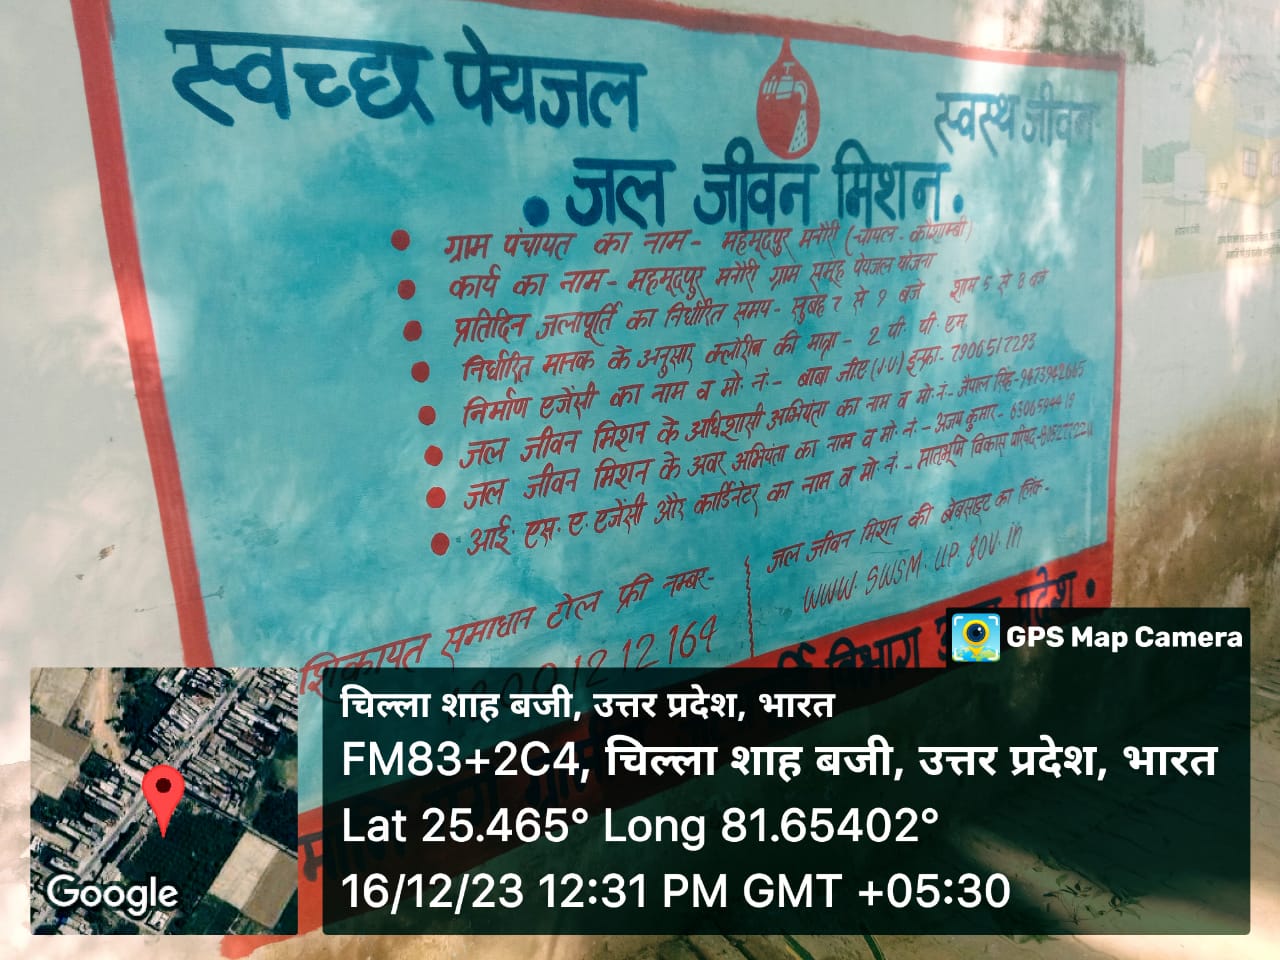 स्वच्छ पेयजल
स्वस्थ जीवन
जल जीवन मिशन
ग्राम पंचायत का नाम- महमूदपुर मनौरी (चायल-कौशाम्बी)
कार्य का नाम- महमूदपुर मनौरी ग्राम समूह पेयजल योजना
प्रतिदिन जलापूर्ति का निर्धारित समय- सुबह 7 से 9 बजे शाम 5 से 8 बजे
निर्धारित मानक के अनुसार क्लोरीन की मात्रा- 2 पी. पी. एम.
निर्माण एजेंसी का नाम व मो. नं.- बाबा जीए (J.V) इन्फ्रा- 7906517293
जल जीवन मिशन के अधिशासी अभियंता का नाम व मो. नं.- जैपाल सिंह-
जल जीवन मिशन के अवर अभियंता का नाम व मो. नं.- अजय कुमार-
आई. एस. ए. एजेंसी और कार्डिनेटर का नाम व मो. नं.- मातृभूमि विकास परिषद-
शिकायत समाधान टोल फ्री नम्बर-
12 12 164
जल जीवन मिशन की बेबसाइट का लिंक-
WWW.SWSM.UP.GOV.in
विभाग प्रदेश.
GPS Map Camera
चिल्ला शाह बजी, उत्तर प्रदेश, भारत
FM83+2C4, चिल्ला शाह बजी, उत्तर प्रदेश, भारत
Lat 25.465° Long 81.65402°
16/12/23 12:31 PM GMT +05:30
Google